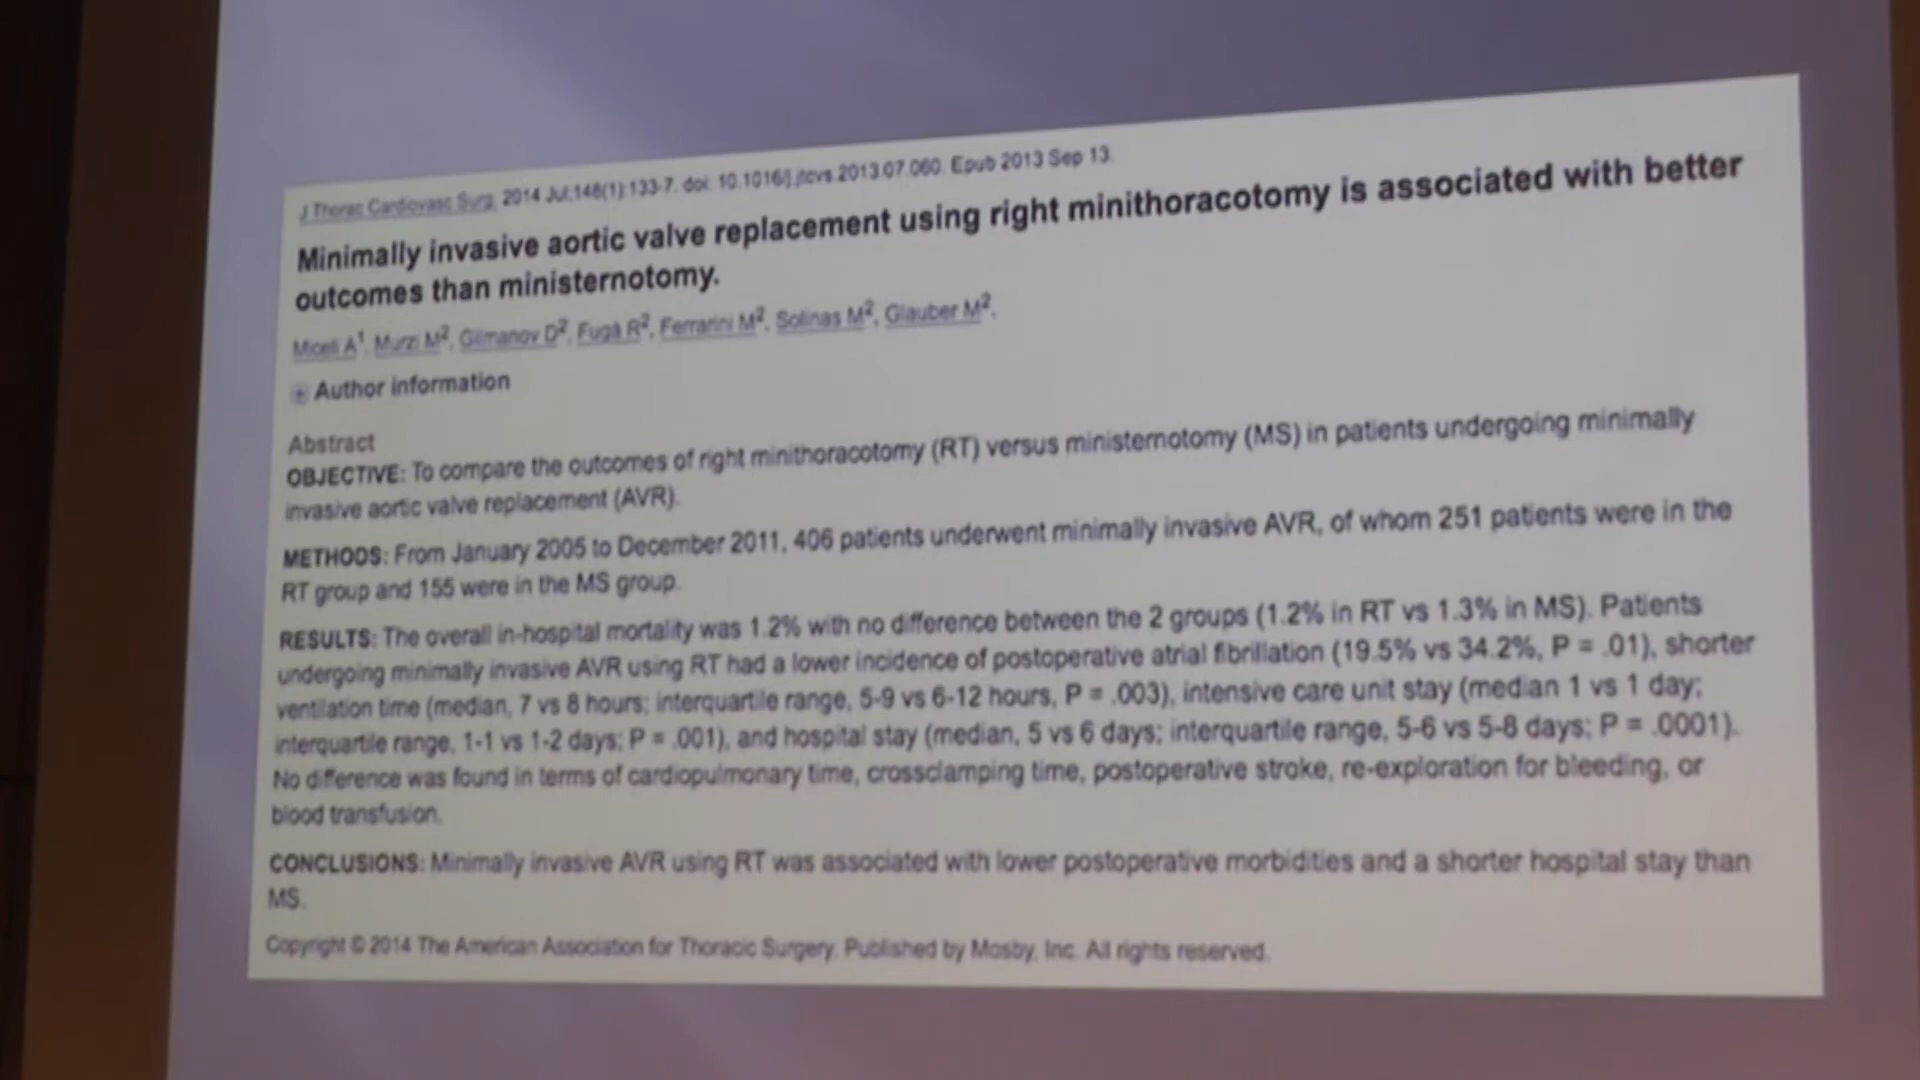 J Thorac Cardiovasc Surg. 2014 Jul;148(1):133-7. doi: 10.1016/j.jtcvs.2013.07.060. Epub 2013 Sep 13.
Minimally invasive aortic valve replacement using right minithoracotomy is associated with better
outcomes than ministernotomy.
Miceli A1, Murzi M2, Gilmanov D2, Fugà R2, Ferrarini M2, Solinas M2, Glauber M2.
+ Author information
Abstract
OBJECTIVE: To compare the outcomes of right minithoracotomy (RT) versus ministernotomy (MS) in patients undergoing minimally
invasive aortic valve replacement (AVR).
METHODS: From January 2005 to December 2011, 406 patients underwent minimally invasive AVR, of whom 251 patients were in the
RT group and 155 were in the MS group.
RESULTS: The overall in-hospital mortality was 1.2% with no difference between the 2 groups (1.2% in RT vs 1.3% in MS). Patients
undergoing minimally invasive AVR using RT had a lower incidence of postoperative atrial fibrillation (19.5% vs 34.2%, P = .01), shorter
ventilation time (median, 7 vs 8 hours; interquartile range, 5-9 vs 6-12 hours, P = .003), intensive care unit stay (median 1 vs 1 day;
interquartile range, 1-1 vs 1-2 days; P = .001), and hospital stay (median, 5 vs 6 days; interquartile range, 5-6 vs 5-8 days; P = .0001).
No difference was found in terms of cardiopulmonary time, crossclamping time, postoperative stroke, re-exploration for bleeding, or
blood transfusion.
CONCLUSIONS: Minimally invasive AVR using RT was associated with lower postoperative morbidities and a shorter hospital stay than
MS.
Copyright © 2014 The American Association for Thoracic Surgery. Published by Mosby, Inc. All rights reserved.